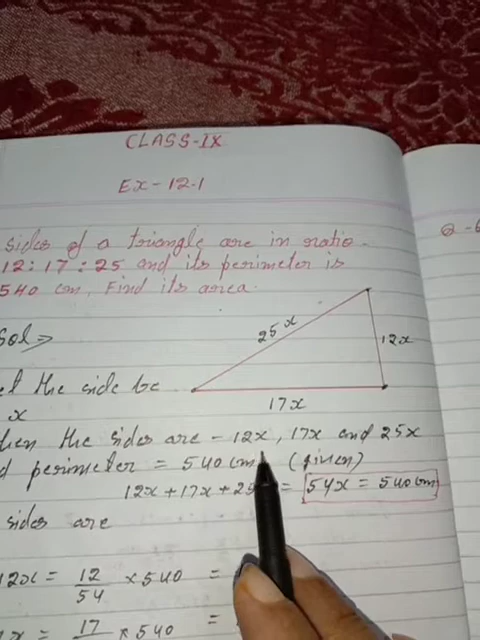 CLASS-IX
Ex-12.1
sides of a triangle are in ratio.
12:17:25 and its perimeter is
540 cm. Find its area.
Sol=>
25x
12x
17x
the side be
x
the sides are - 12x, 17x and 25x
perimeter = 540 cm (given)
12x+17x+25 = 54x = 540 cm
sides are
12x = 12/54 x 540 =
17 x 540 =
Q-6